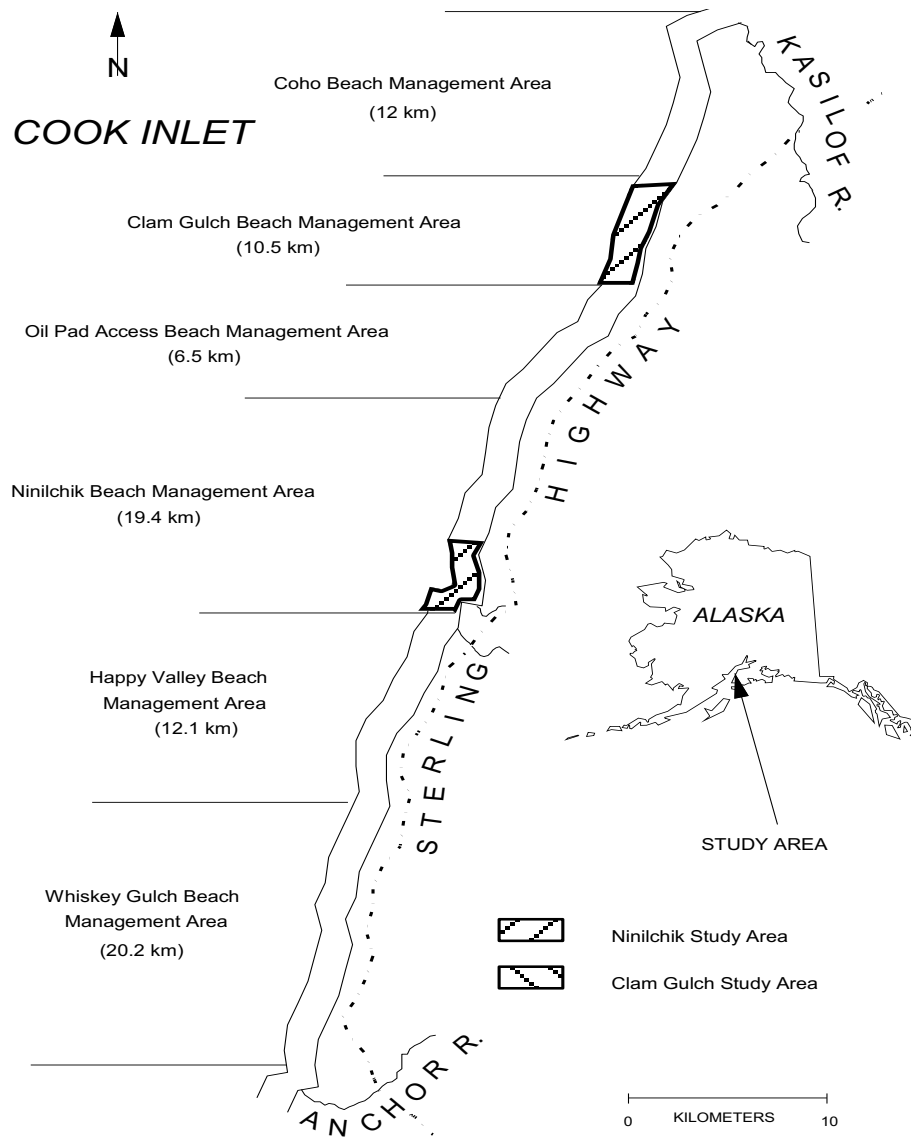 N
COOK INLET
Coho Beach Management Area
(12 km)
KASILOF R.
Clam Gulch Beach Management Area
(10.5 km)
Oil Pad Access Beach Management Area
(6.5 km)
Ninilchik Beach Management Area
(19.4 km)
Happy Valley Beach
Management Area
(12.1 km)
Whiskey Gulch Beach
Management Area
(20.2 km)
STERLING HIGHWAY
ANCHOR R.
ALASKA
STUDY AREA
Ninilchik Study Area
Clam Gulch Study Area
0 KILOMETERS 10